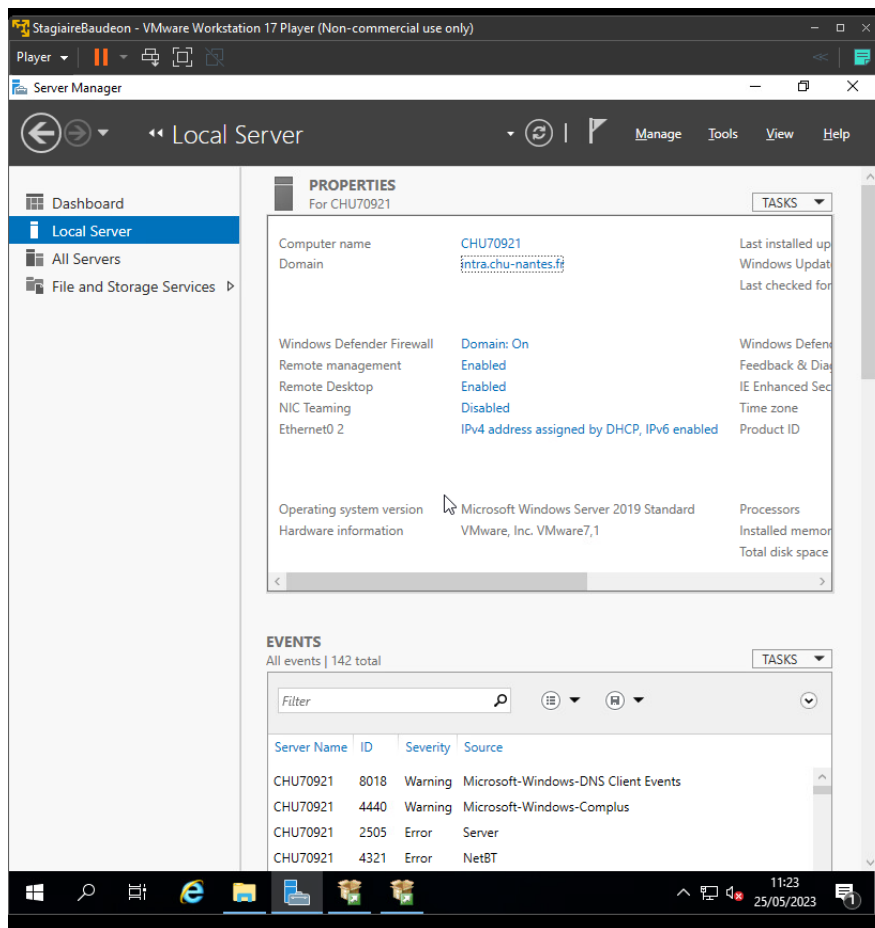 StagiaireBaudeon - VMware Workstation 17 Player (Non-commercial use only)
Player
Server Manager
Local Server
Manage Tools View Help
Dashboard
Local Server
All Servers
File and Storage Services
PROPERTIES
For CHU70921
TASKS
Computer name CHU70921 Last installed up
Domain intra.chu-nantes.fr Windows Updat
Last checked for
Windows Defender Firewall Domain: On Windows Defen
Remote management Enabled Feedback & Diag
Remote Desktop Enabled IE Enhanced Sec
NIC Teaming Disabled Time zone
Ethernet0 2 IPv4 address assigned by DHCP, IPv6 enabled Product ID
Operating system version Microsoft Windows Server 2019 Standard Processors
Hardware information VMware, Inc. VMware7,1 Installed memor
Total disk space
EVENTS
All events | 142 total
TASKS
Filter
Server Name ID Severity Source
CHU70921 8018 Warning Microsoft-Windows-DNS Client Events
CHU70921 4440 Warning Microsoft-Windows-Complus
CHU70921 2505 Error Server
CHU70921 4321 Error NetBT
11:23
25/05/2023
1